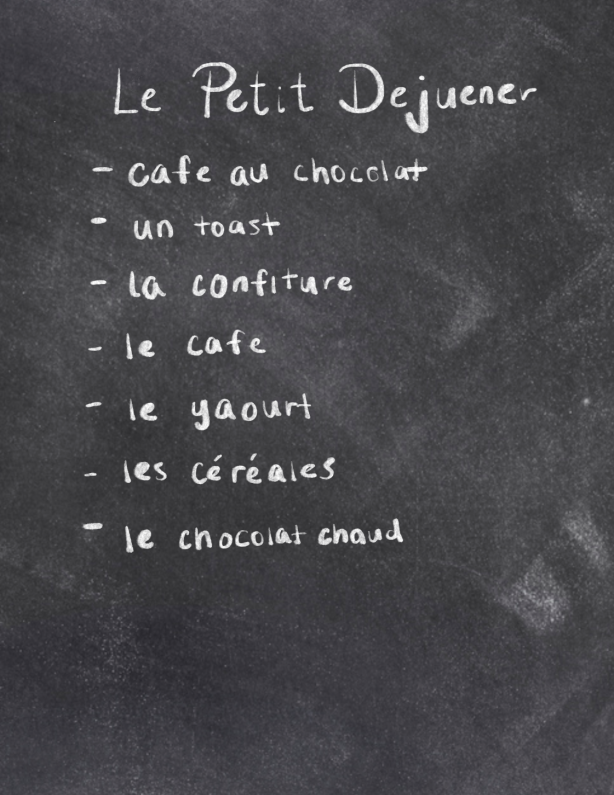 Le Petit Dejuener
- cafe au chocolat
- un toast
- la confiture
- le cafe
- le yaourt
- les céréales
- le chocolat chaud